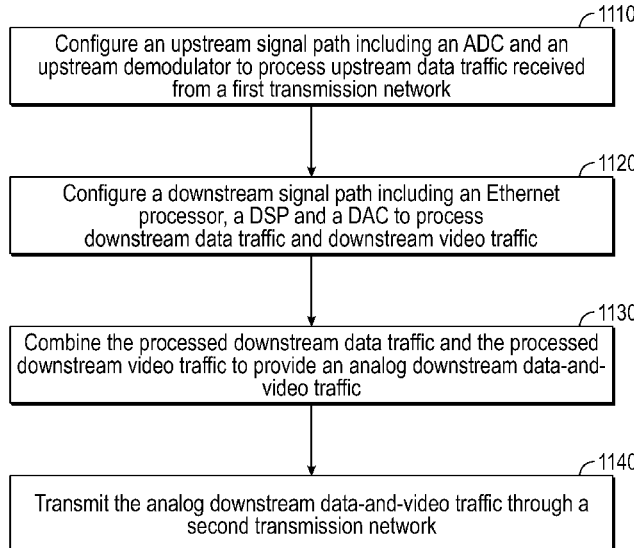 1110
Configure an upstream signal path including an ADC and an
upstream demodulator to process upstream data traffic received
from a first transmission network
1120
Configure a downstream signal path including an Ethernet
processor, a DSP and a DAC to process
downstream data traffic and downstream video traffic
1130
Combine the processed downstream data traffic and the processed
downstream video traffic to provide an analog downstream data-and-
video traffic
1140
Transmit the analog downstream data-and-video traffic through a
second transmission network